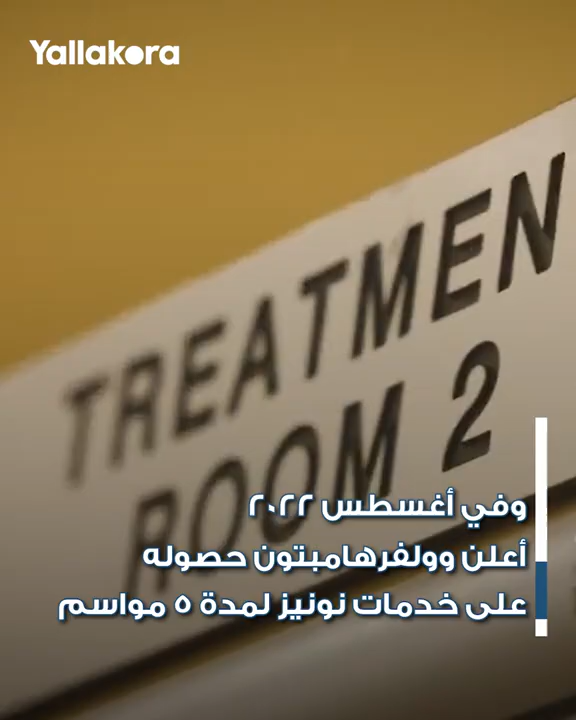 Yallakora
TREATMEN
ROOM 2
وفي أغسطس ٢٠٢٢
أعلن وولفرهامبتون حصوله
على خدمات نونيز لمدة ٥ مواسم